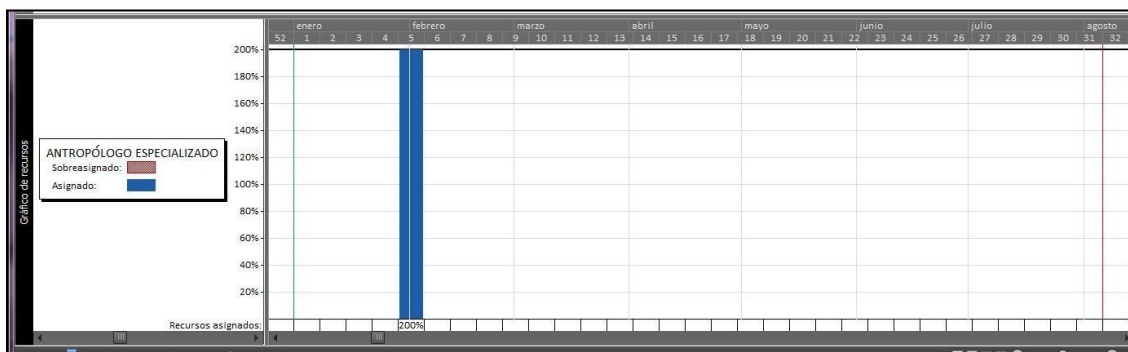 enero febrero marzo abril mayo junio julio agosto
52 1 2 3 4 5 6 7 8 9 10 11 12 13 14 15 16 17 18 19 20 21 22 23 24 25 26 27 28 29 30 31 32
200%
180%
160%
140%
120%
100%
80%
60%
40%
20%
Gráfico de recursos
ANTROPÓLOGO ESPECIALIZADO
Sobreasignado:
Asignado:
Recursos asignados: 200%